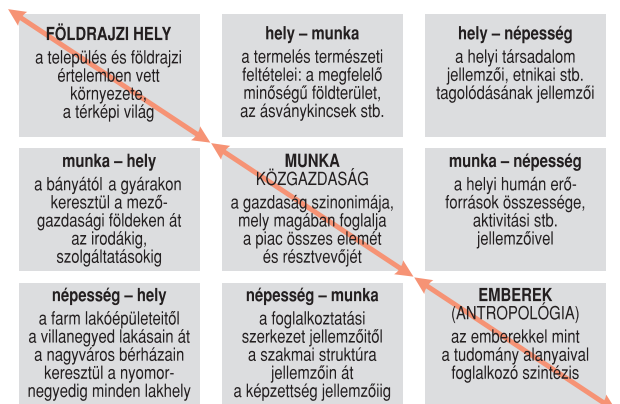 FÖLDRAJZI HELY
a település és földrajzi
értelemben vett
környezete,
a térképi világ
hely – munka
a termelés természeti
feltételei: a megfelelő
minőségű földterület,
az ásványkincsek stb.
hely – népesség
a helyi társadalom
jellemzői, etnikai stb.
tagolódásának jellemzői
munka – hely
a bányától a gyárakon
keresztül a mező-
gazdasági földeken át
az irodákig,
szolgáltatásokig
MUNKA
KÖZGAZDASÁG
a gazdaság szinonimája,
mely magában foglalja
a piac összes elemét
és résztvevőjét
munka – népesség
a helyi humán erő-
források összessége,
aktivitási stb.
jellemzőivel
népesség – hely
a farm lakóépületeitől
a villanegyed lakásain át
a nagyváros bérházain
keresztül a nyomor-
negyedig minden lakhely
népesség – munka
a foglalkoztatási
szerkezet jellemzőitől
a szakmai struktúra
jellemzőin át
a képzettség jellemzőiig
EMBEREK
(ANTROPOLÓGIA)
az emberekkel mint
a tudomány alanyaival
foglalkozó szintézis